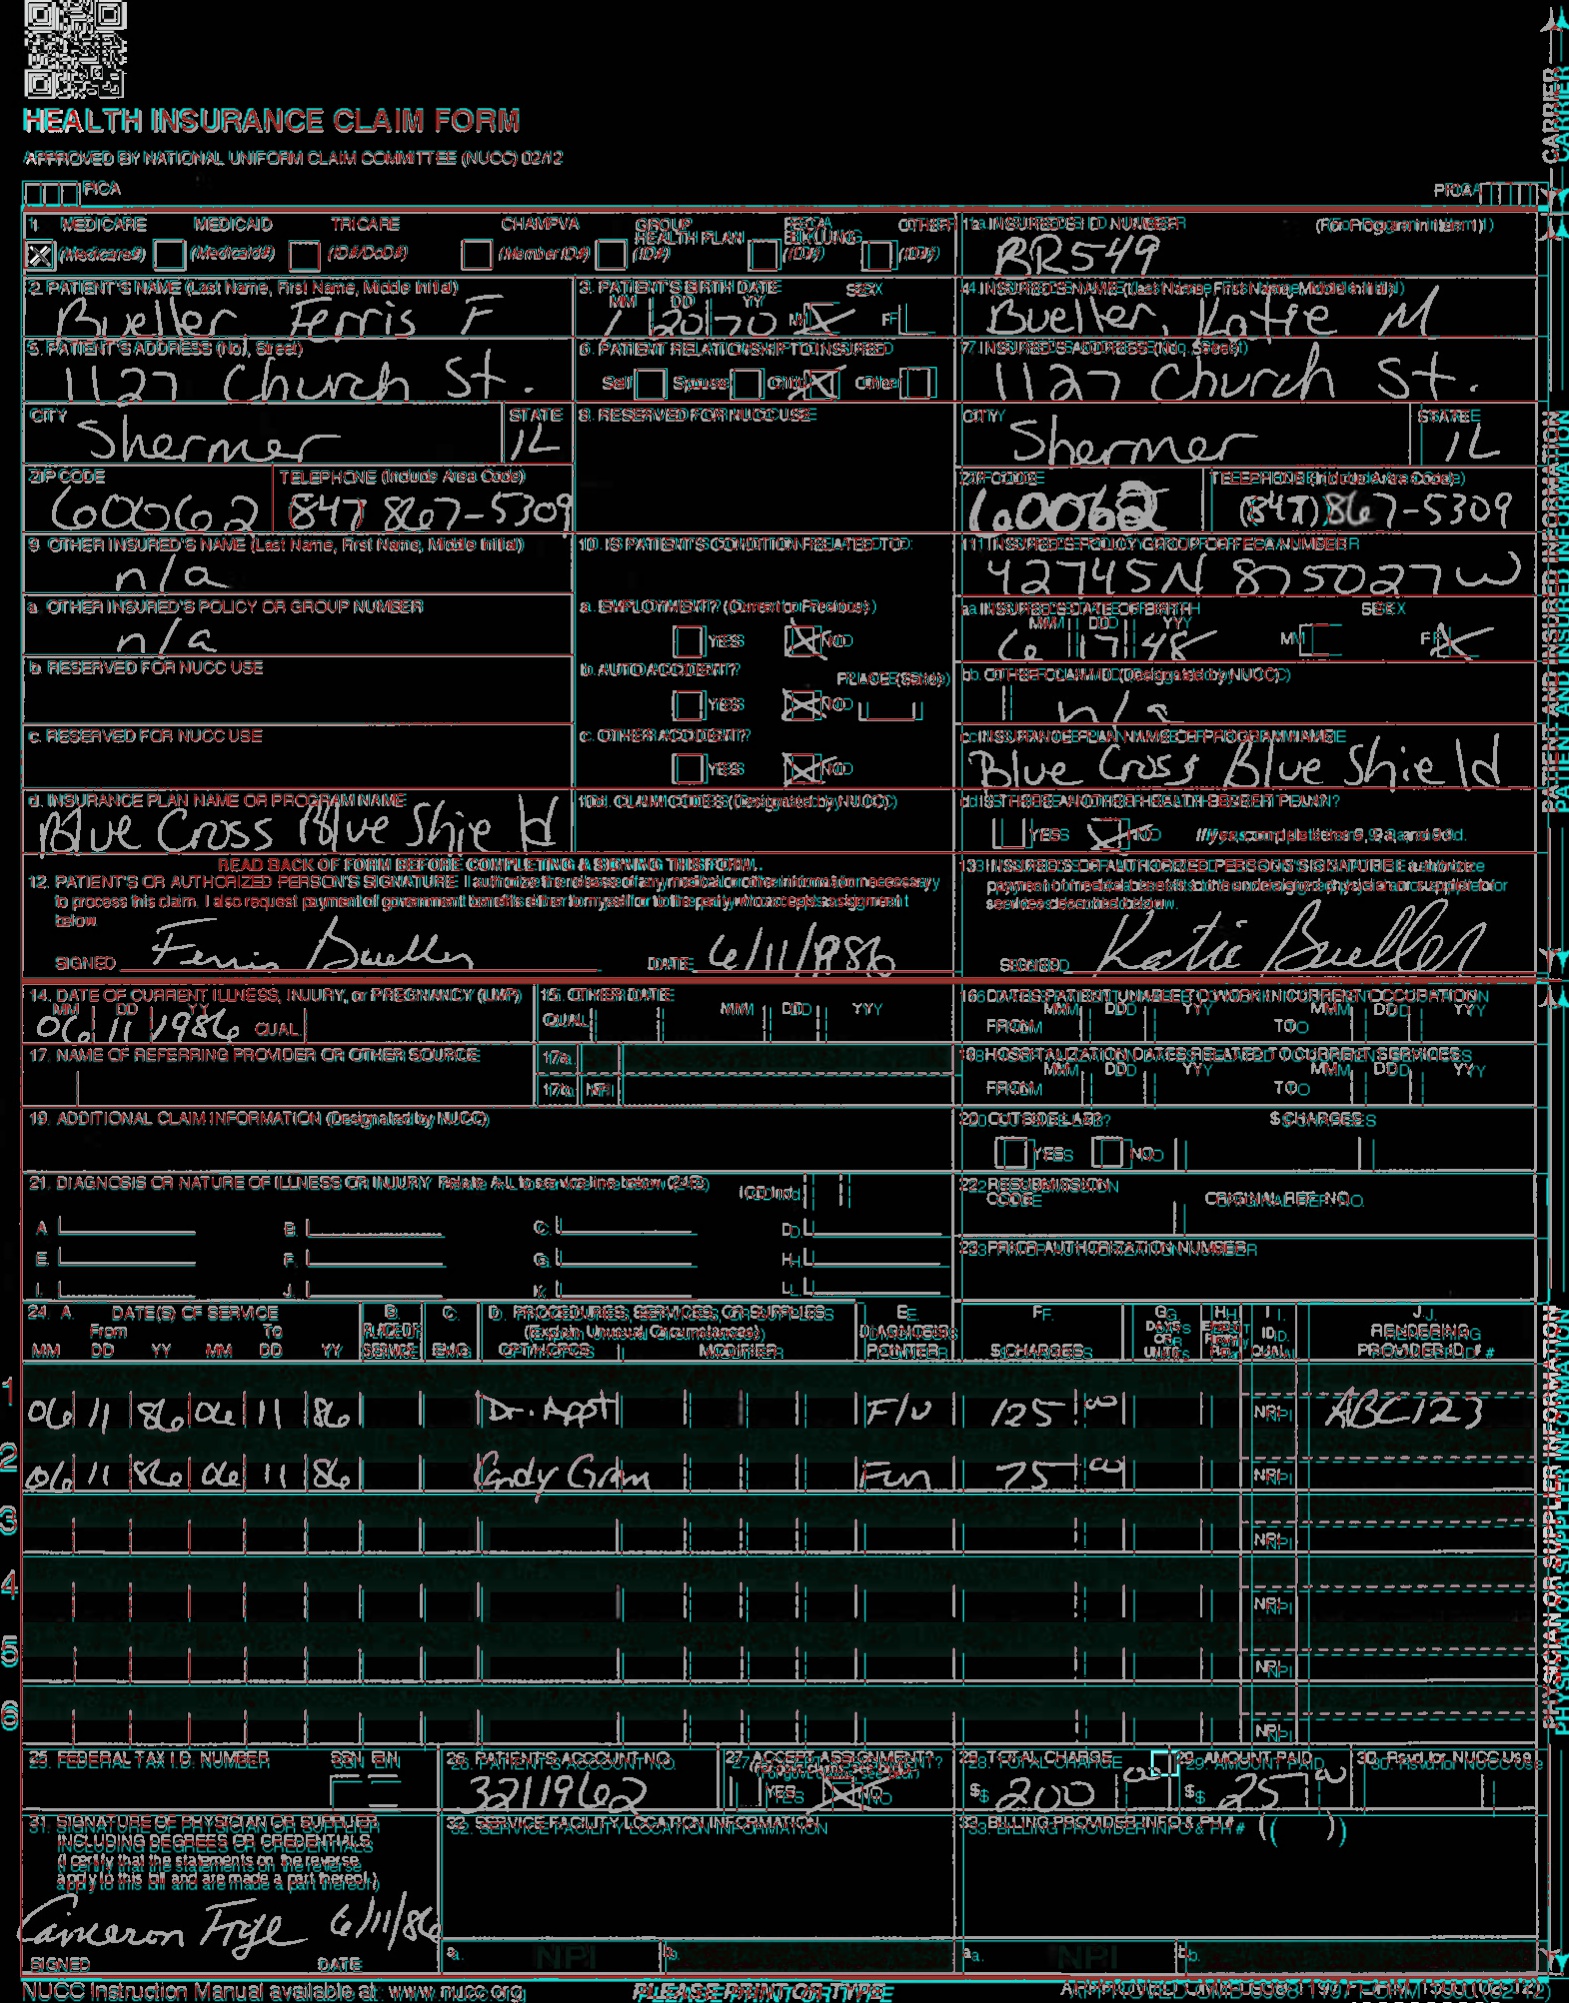 HEALTH INSURANCE CLAIM FORM
APPROVED BY NATIONAL UNIFORM CLAIM COMMITTEE (NUCC) 02/12
PICA PICA
CARRIER
1. MEDICARE MEDICAID TRICARE CHAMPVA GROUP HEALTH PLAN FECA BLK LUNG OTHER
(Medicare#) (Medicaid#) (ID#/DoD#) (Member ID#) (ID#) (ID#) (ID#)
1a. INSURED'S I.D. NUMBER (For Program in Item 1)
BR549
2. PATIENT'S NAME (Last Name, First Name, Middle Initial)
Bueller, Ferris F
3. PATIENT'S BIRTH DATE SEX
MM DD YY
1 20 70 M X F
4. INSURED'S NAME (Last Name, First Name, Middle Initial)
Bueller, Katie M
5. PATIENT'S ADDRESS (No., Street)
1127 Church St.
6. PATIENT RELATIONSHIP TO INSURED
Self Spouse Child X Other
7. INSURED'S ADDRESS (No., Street)
1127 Church St.
CITY STATE
Shermer IL
8. RESERVED FOR NUCC USE
CITY STATE
Shermer IL
ZIP CODE TELEPHONE (Include Area Code)
60062 (847) 867-5309
ZIP CODE TELEPHONE (Include Area Code)
60062 (847) 867-5309
9. OTHER INSURED'S NAME (Last Name, First Name, Middle Initial)
n/a
10. IS PATIENT'S CONDITION RELATED TO:
11. INSURED'S POLICY GROUP OR FECA NUMBER
42745N 875027W
a. OTHER INSURED'S POLICY OR GROUP NUMBER
n/a
a. EMPLOYMENT? (Current or Previous)
YES X NO
a. INSURED'S DATE OF BIRTH SEX
MM DD YY
6 17 48 M F X
b. RESERVED FOR NUCC USE
b. AUTO ACCIDENT? PLACE (State)
YES X NO
b. OTHER CLAIM ID (Designated by NUCC)
n/a
c. RESERVED FOR NUCC USE
c. OTHER ACCIDENT?
YES X NO
c. INSURANCE PLAN NAME OR PROGRAM NAME
Blue Cross Blue Shield
d. INSURANCE PLAN NAME OR PROGRAM NAME
Blue Cross Blue Shield
10d. CLAIM CODES (Designated by NUCC)
d. IS THERE ANOTHER HEALTH BENEFIT PLAN?
YES X NO If yes, complete items 9, 9a, and 9d.
PATIENT AND INSURED INFORMATION
READ BACK OF FORM BEFORE COMPLETING & SIGNING THIS FORM.
12. PATIENT'S OR AUTHORIZED PERSON'S SIGNATURE I authorize the release of any medical or other information necessary
to process this claim. I also request payment of government benefits either to myself or to the party who accepts assignment
below.
SIGNED Ferris Bueller DATE 6/11/1986
13. INSURED'S OR AUTHORIZED PERSON'S SIGNATURE I authorize
payment of medical benefits to the undersigned physician or supplier for
services described below.
SIGNED Katie Bueller
14. DATE OF CURRENT ILLNESS, INJURY, or PREGNANCY (LMP)
MM DD YY
06 11 1986 QUAL.
15. OTHER DATE
QUAL. MM DD YY
16. DATES PATIENT UNABLE TO WORK IN CURRENT OCCUPATION
MM DD YY MM DD YY
FROM TO
17. NAME OF REFERRING PROVIDER OR OTHER SOURCE
17a.
17b. NPI
18. HOSPITALIZATION DATES RELATED TO CURRENT SERVICES
MM DD YY MM DD YY
FROM TO
19. ADDITIONAL CLAIM INFORMATION (Designated by NUCC)
20. OUTSIDE LAB? $ CHARGES
YES NO
21. DIAGNOSIS OR NATURE OF ILLNESS OR INJURY Relate A-L to service line below (24E) ICD Ind.
A. B. C. D.
E. F. G. H.
I. J. K. L.
22. RESUBMISSION CODE ORIGINAL REF. NO.
23. PRIOR AUTHORIZATION NUMBER
24. A. DATE(S) OF SERVICE
From To
MM DD YY MM DD YY
B. PLACE OF SERVICE
C. EMG
D. PROCEDURES, SERVICES, OR SUPPLIES
(Explain Unusual Circumstances)
CPT/HCPCS MODIFIER
E. DIAGNOSIS POINTER
F. $ CHARGES
G. DAYS OR UNITS
H. EPSDT Family Plan
I. ID. QUAL.
J. RENDERING PROVIDER ID. #
1 06 11 86 06 11 86 Dr. Appt F/U 125 00 NPI ABC123
2 06 11 86 06 11 86 Candy Gram Fun 75 00 NPI
3 NPI
4 NPI
5 NPI
6 NPI
25. FEDERAL TAX I.D. NUMBER SSN EIN
26. PATIENT'S ACCOUNT NO.
3211962
27. ACCEPT ASSIGNMENT?
(For govt. claims, see back)
YES X NO
28. TOTAL CHARGE
$ 200 00
29. AMOUNT PAID
$ 25 00
30. Rsvd for NUCC Use
31. SIGNATURE OF PHYSICIAN OR SUPPLIER
INCLUDING DEGREES OR CREDENTIALS
(I certify that the statements on the reverse
apply to this bill and are made a part thereof.)
Cameron Frye 6/11/86
SIGNED DATE
32. SERVICE FACILITY LOCATION INFORMATION
a. NPI b.
33. BILLING PROVIDER INFO & PH # ( )
a. NPI b.
PHYSICIAN OR SUPPLIER INFORMATION
NUCC Instruction Manual available at: www.nucc.org
PLEASE PRINT OR TYPE
APPROVED OMB-0938-1197 FORM 1500 (02-12)